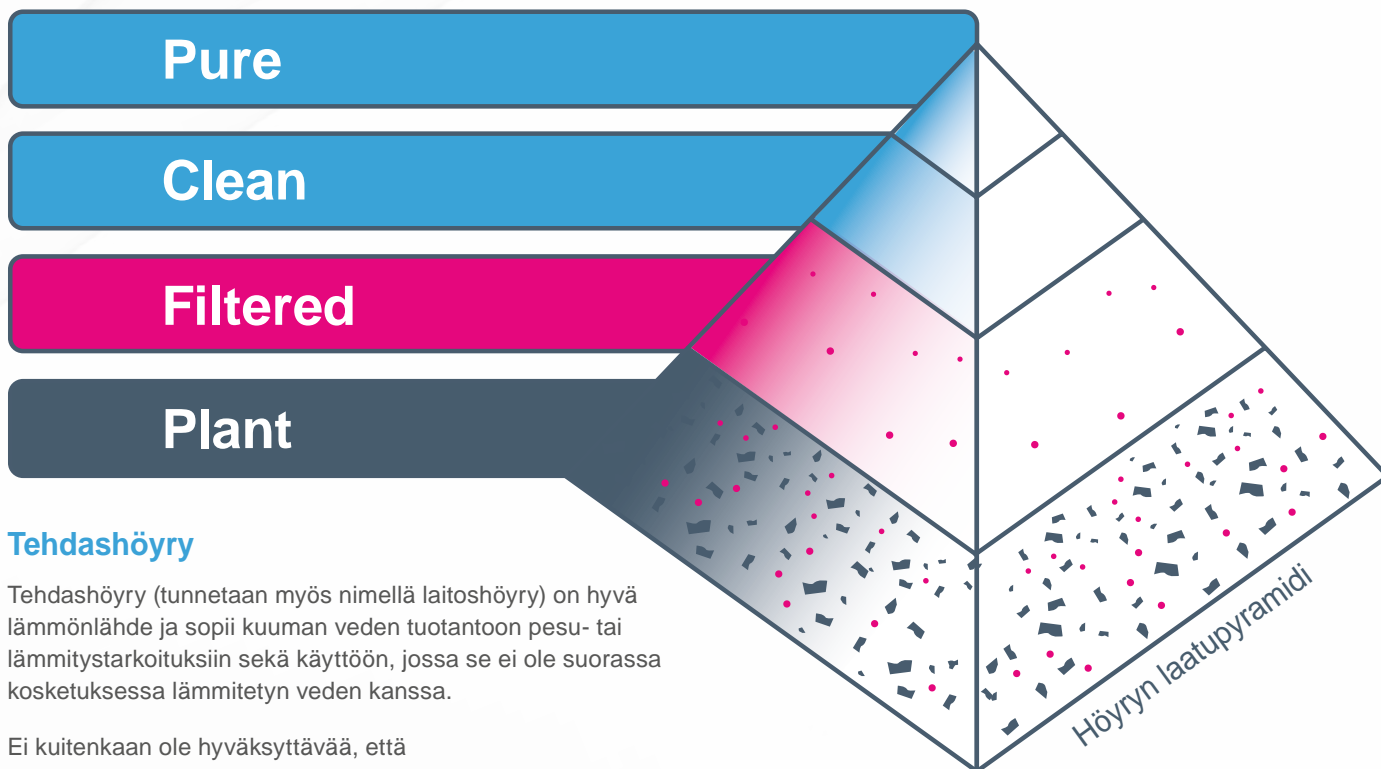 Pure
Clean
Filtered
Plant
Tehdashöyry
Tehdashöyry (tunnetaan myös nimellä laitoshöyry) on hyvä
lämmönlähde ja sopii kuuman veden tuotantoon pesu- tai
lämmitystarkoituksiin sekä käyttöön, jossa se ei ole suorassa
kosketuksessa lämmitetyn veden kanssa.
Ei kuitenkaan ole hyväksyttävää, että
Höyryn laatupyramidi